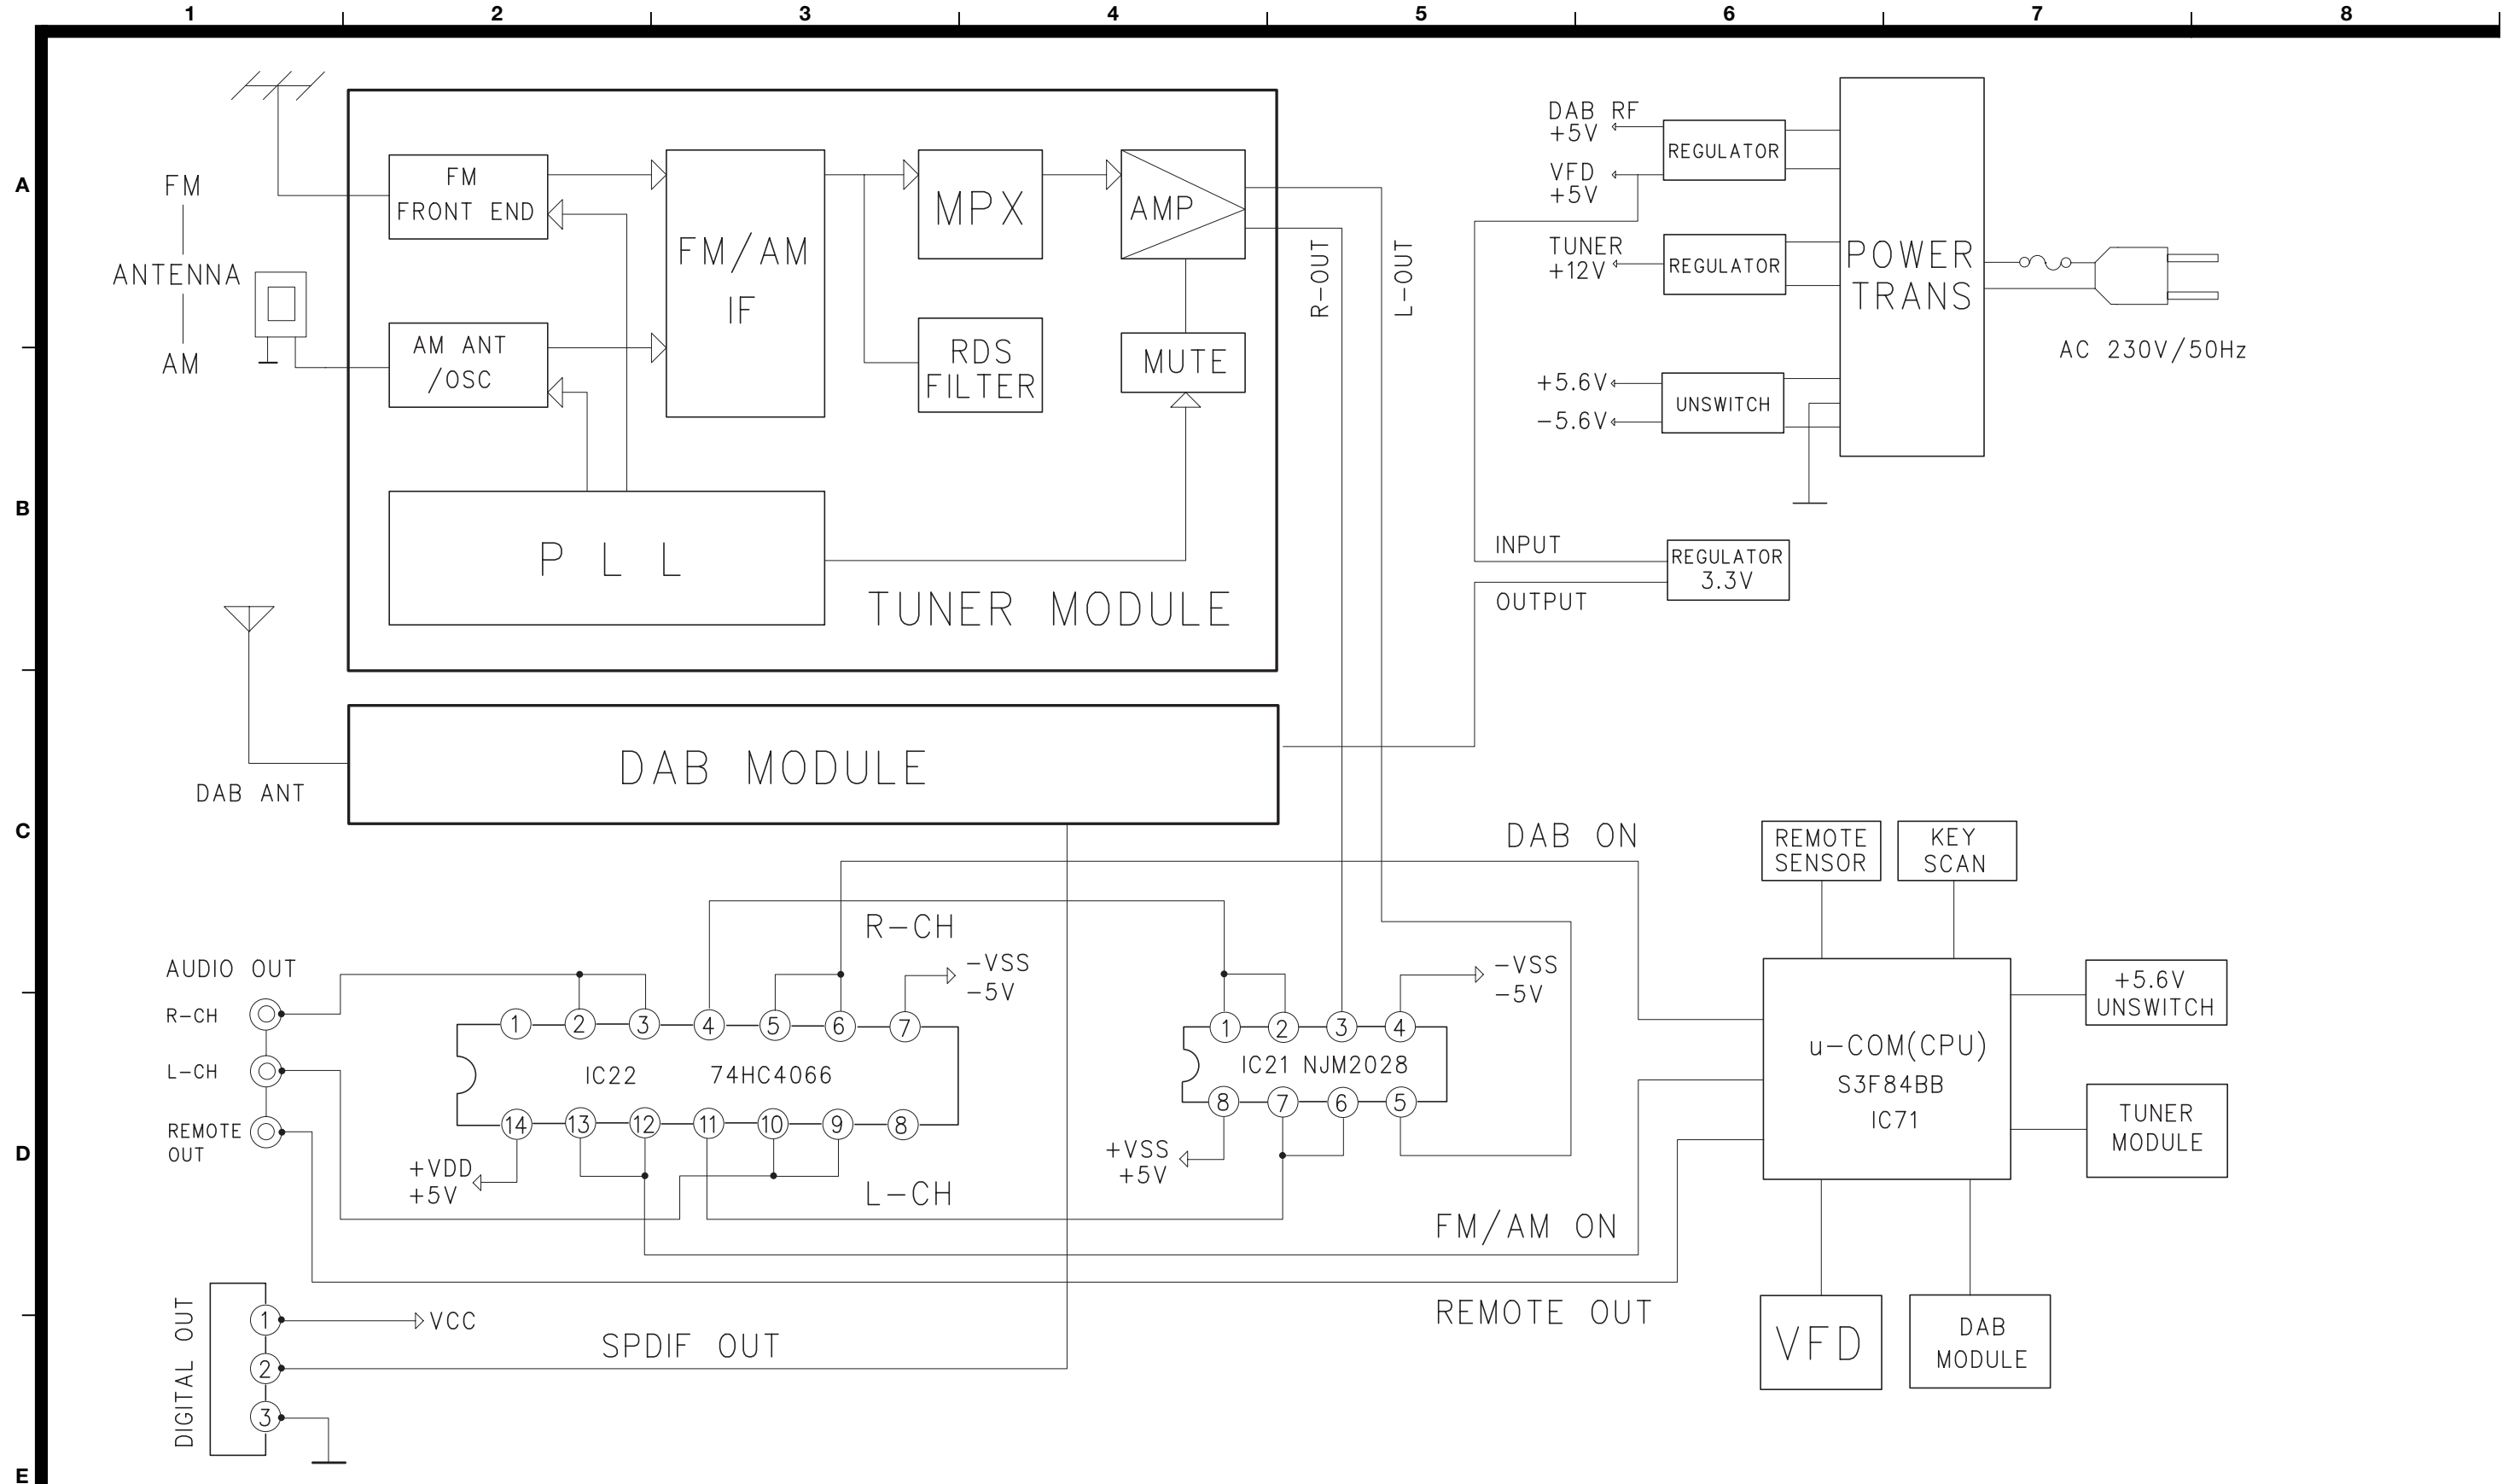 1 2 3 4 5 6 7 8
A
B
C
D
E
FM
ANTENNA
AM
FM
FRONT END
AM ANT
/OSC
FM/AM
IF
MPX
RDS
FILTER
AMP
MUTE
P L L
TUNER MODULE
R-OUT
L-OUT
DAB RF
+5V
VFD
+5V
REGULATOR
TUNER
+12V
REGULATOR
+5.6V
-5.6V
UNSWITCH
POWER
TRANS
AC 230V/50Hz
INPUT
OUTPUT
REGULATOR
3.3V
DAB ANT
DAB MODULE
DAB ON
R-CH
AUDIO OUT
R-CH
L-CH
REMOTE
OUT
1 2 3 4 5 6 7
-VSS
-5V
IC22 74HC4066
14 13 12 11 10 9 8
+VDD
+5V
L-CH
1 2 3 4
-VSS
-5V
IC21 NJM2028
8 7 6 5
+VSS
+5V
FM/AM ON
REMOTE OUT
REMOTE
SENSOR
KEY
SCAN
u-COM(CPU)
S3F84BB
IC71
+5.6V
UNSWITCH
TUNER
MODULE
VFD
DAB
MODULE
DIGITAL OUT
1
2
3
VCC
SPDIF OUT